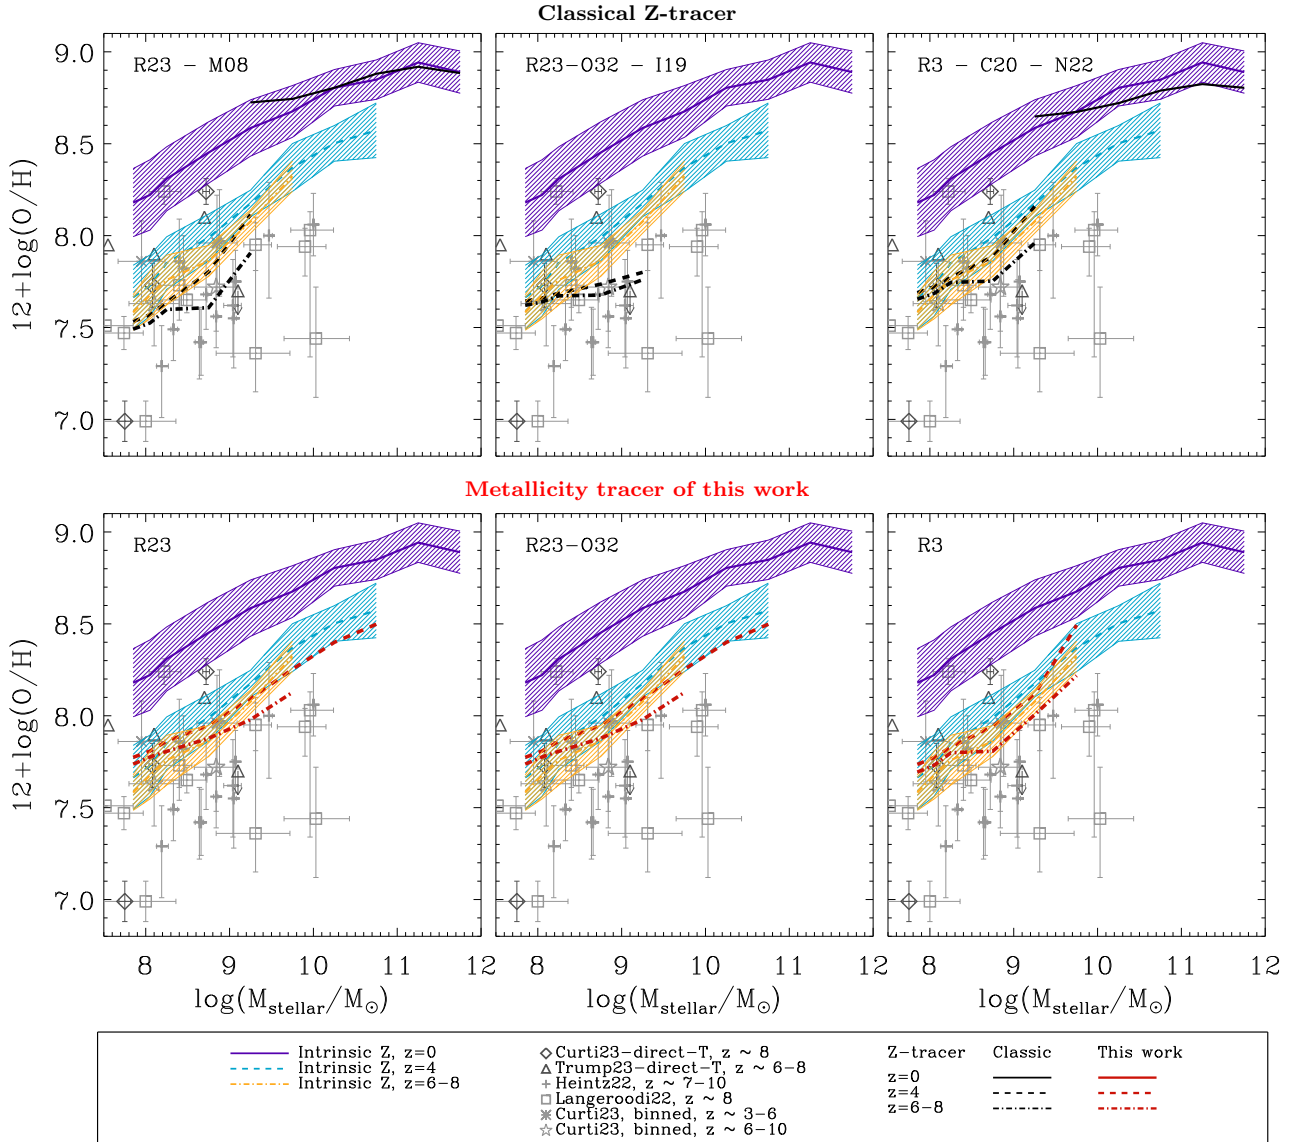 Classical Z-tracer
R23 - M08
R23-O32 - I19
R3 - C20 - N22
9.0
8.5
8.0
7.5
7.0
12+log(O/H)
Metallicity tracer of this work
R23
R23-O32
R3
9.0
8.5
8.0
7.5
7.0
12+log(O/H)
8 9 10 11 12
8 9 10 11 12
8 9 10 11 12
log(M_stellar/M_⊙)
log(M_stellar/M_⊙)
log(M_stellar/M_⊙)
Intrinsic Z, z=0
Intrinsic Z, z=4
Intrinsic Z, z=6-8
Curti23-direct-T, z ~ 8
Trump23-direct-T, z ~ 6-8
Heintz22, z ~ 7-10
Langeroodi22, z ~ 8
Curti23, binned, z ~ 3-6
Curti23, binned, z ~ 6-10
Z-tracer Classic This work
z=0
z=4
z=6-8